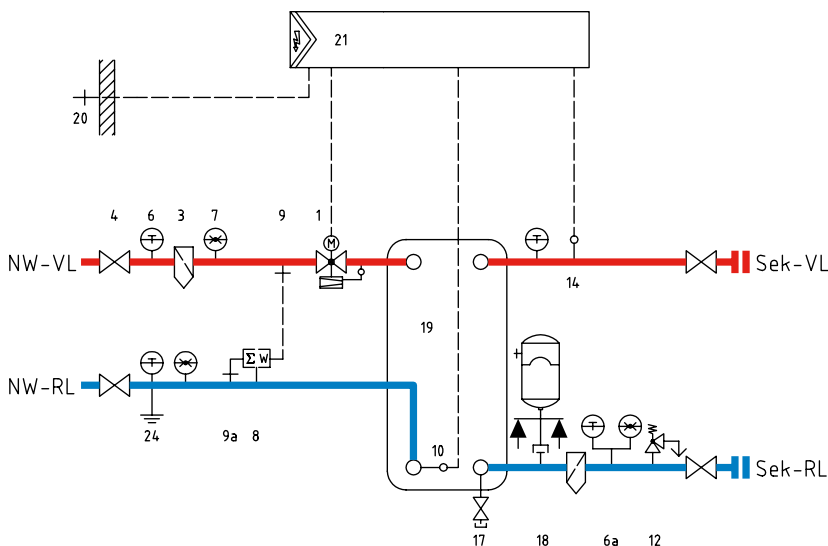 21
20
4 6 3 7 9 1
T
M
T
NW-VL
Sek-VL
14
19
T
Σ W
NW-RL
24 9a 8
10
T
Sek-RL
17 18 6a 12